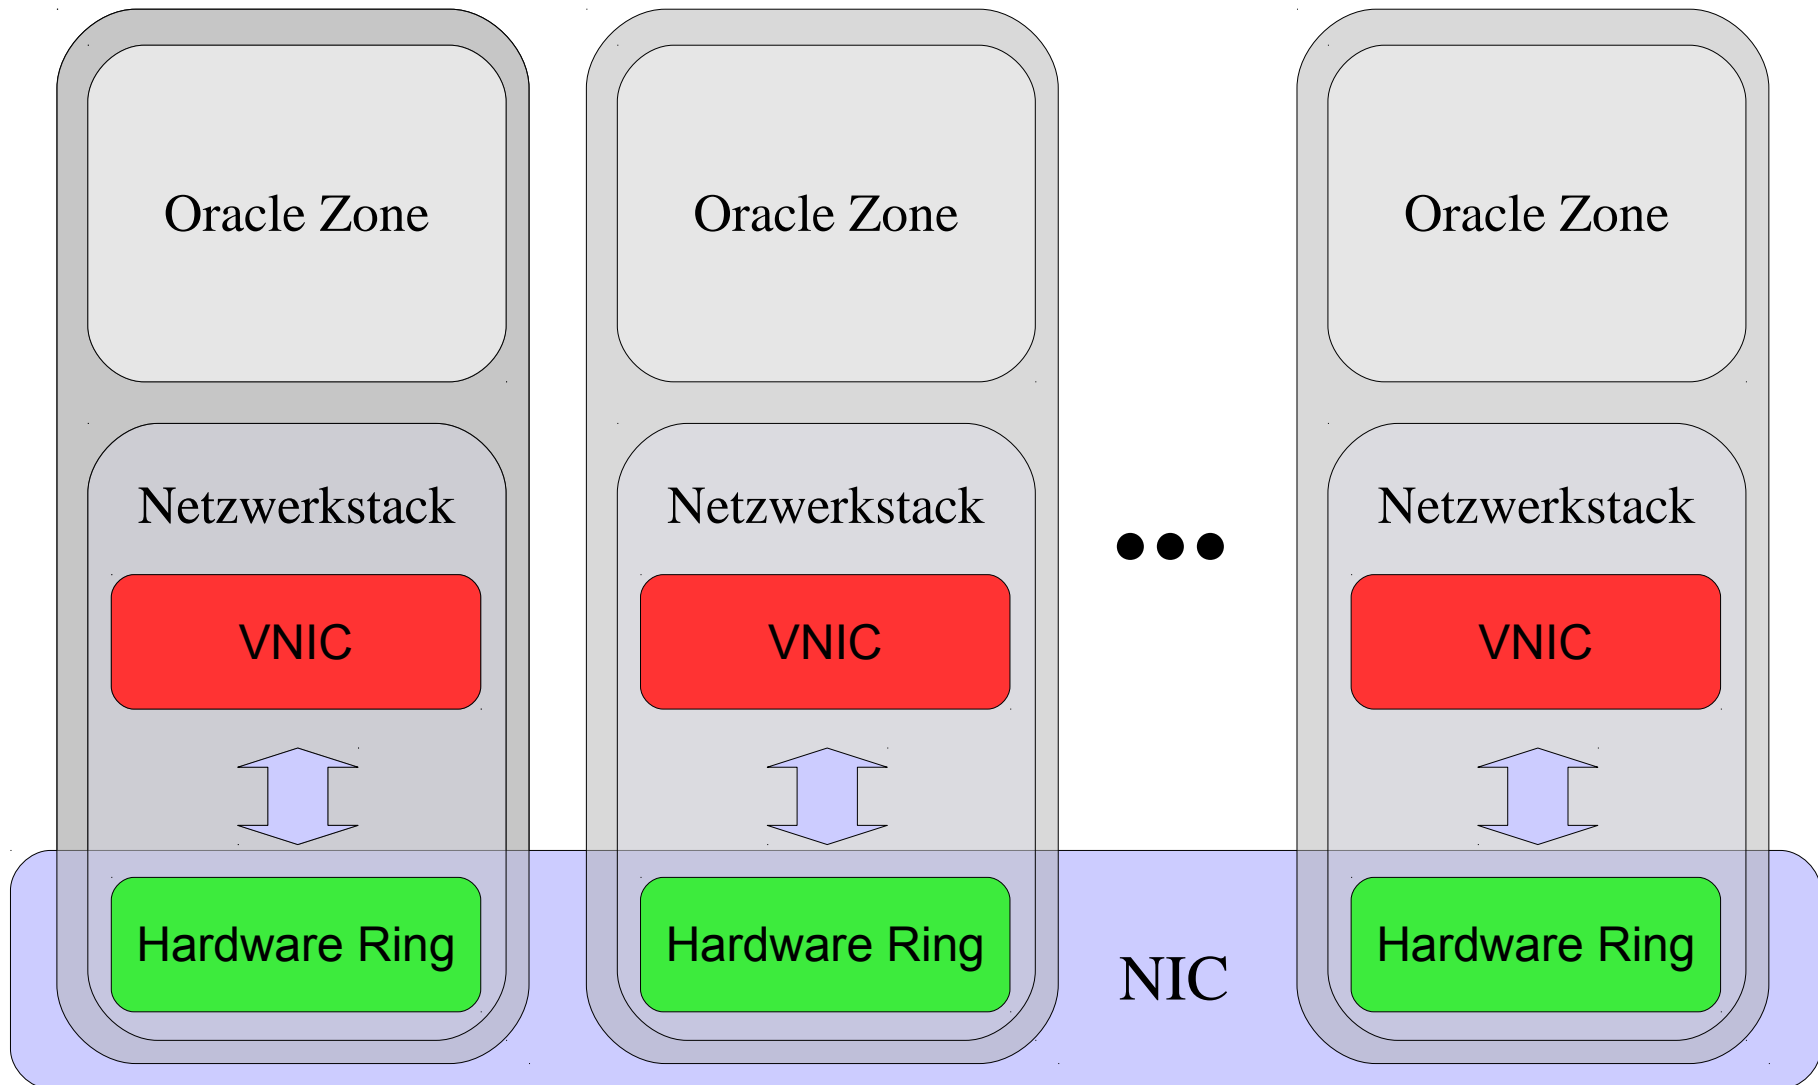 Oracle Zone
Oracle Zone
Oracle Zone
Netzwerkstack
Netzwerkstack
Netzwerkstack
VNIC
VNIC
VNIC
Hardware Ring
Hardware Ring
NIC
Hardware Ring